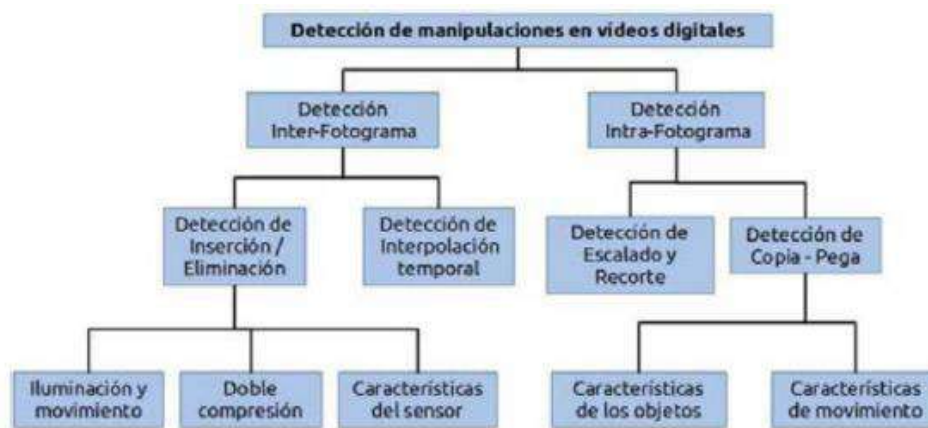 Detección de manipulaciones en vídeos digitales
Detección
Inter-Fotograma
Detección
Intra-Fotograma
Detección de
Inserción /
Eliminación
Detección de
Interpolación
temporal
Detección de
Escalado y
Recorte
Detección de
Copia - Pega
Iluminación y
movimiento
Doble
compresión
Características
del sensor
Características
de los objetos
Características
de movimiento